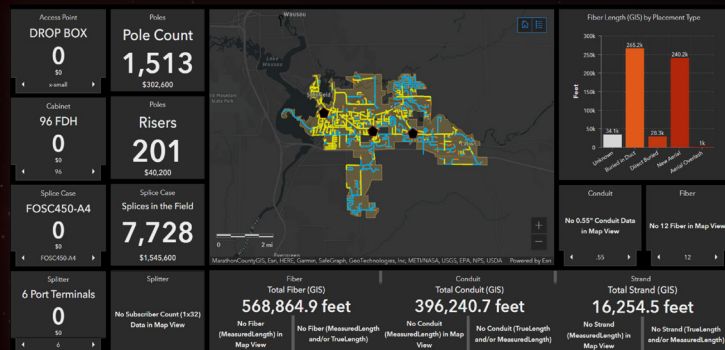 Access Point
DROP BOX
0
$0
x-small
Cabinet
96 FDH
0
$0
96
Splice Case
FOSC450-A4
0
$0
FOSC450-A4
Splitter
6 Port Terminals
0
$0
6
Poles
Pole Count
1,513
$302,600
Poles
Risers
201
$40,200
Splice Case
Splices in the Field
7,728
$1,545,600
Splitter
No Subscriber Count (1x32)
Data in Map View
Wausau
Lake
Wausau
State Park
0
2 mi
+
−
MarathonCountyGIS, Esri, HERE, Garmin, SafeGraph, GeoTechnologies, Inc, METI/NASA, USGS, EPA, NPS, USDA
Powered by Esri
Fiber Length (GIS) by Placement Type
Feet
300k
250k
200k
150k
100k
50k
0
34.1k
265.2k
28.3k
240.2k
1k
Unknown
Buried in Duct
Direct Buried
New Aerial
Aerial Overlash
Conduit
No 0.55" Conduit Data
in Map View
.55
Fiber
No 12 Fiber in Map View
12
Fiber
Total Fiber (GIS)
568,864.9 feet
No Fiber
(MeasuredLength) in
Map View
No Fiber (MeasuredLength
and/or TrueLength)
Conduit
Total Conduit (GIS)
396,240.7 feet
No Conduit
(MeasuredLength) in Map
View
No Conduit (TrueLength
and/or MeasuredLength)
Strand
Total Strand (GIS)
16,254.5 feet
No Strand
(MeasuredLength) in
Map View
No Strand (TrueLength
and/or MeasuredLength)